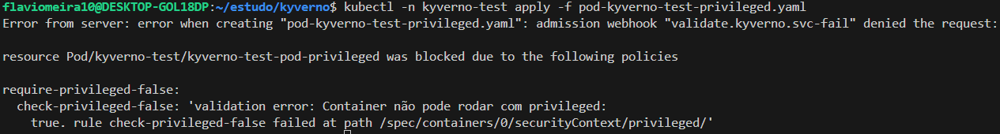 flaviomeira10@DESKTOP-GOL18DP:~/estudo/kyverno$ kubectl -n kyverno-test apply -f pod-kyverno-test-privileged.yaml
Error from server: error when creating "pod-kyverno-test-privileged.yaml": admission webhook "validate.kyverno.svc-fail" denied the request:
resource Pod/kyverno-test/kyverno-test-pod-privileged was blocked due to the following policies
require-privileged-false:
check-privileged-false: 'validation error: Container não pode rodar com privileged:
true. rule check-privileged-false failed at path /spec/containers/0/securityContext/privileged/'